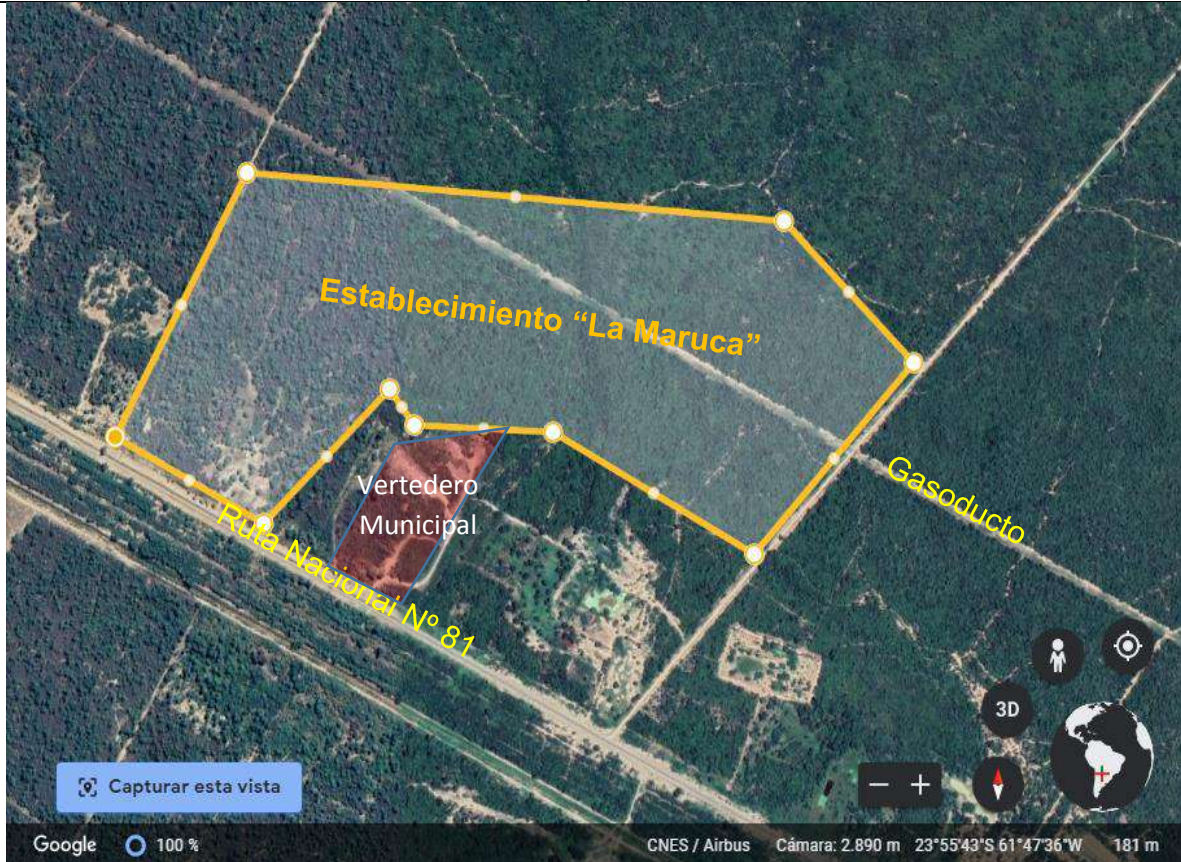 Establecimiento “La Maruca”
Vertedero
Municipal
Gasoducto
Ruta Nacional Nº 81
3D
Capturar esta vista
Google 100 % CNES / Airbus Cámara: 2.890 m 23°55'43"S 61°47'36"W 181 m